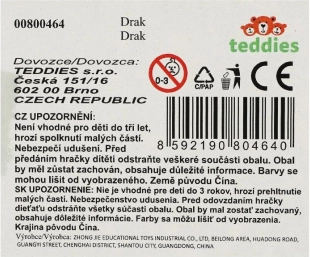 00800464
Drak
Drak
teddies
Dovozce/Dovozca:
TEDDIES s.r.o.
Česká 151/16
602 00 Brno
CZECH REPUBLIC
0-3
C/PAP
CE
CZ UPOZORNĚNÍ:
Není vhodné pro děti do tří let,
hrozí spolknutí malých částí.
Nebezpečí udušení. Před
8 592190 804640
předáním hračky dítěti odstraňte veškeré součásti obalu. Obal
by měl zůstat zachován, obsahuje důležité informace. Barvy se
mohou lišit od vyobrazeného. Země původu Čína.
SK UPOZORNENIE: Nie je vhodné pre deti do 3 rokov, hrozí prehltnutie
malých častí. Nebezpečenstvo udusenia. Pred odovzdaním hračky
dieťaťu odstráňte všetky súčasti obalu. Obal by mal zostať zachovaný,
obsahuje dôležité informácie. Farby sa môžu líšiť od vyobrazeného.
Krajina pôvodu Čína.
Výrobce/Výrobca: ZHONG JIE EDUCATIONAL TOYS INDUSTRIAL CO., LTD, BEILONG AREA, HUADONG ROAD,
GUANGYI STREET, CHENGHAI DISTRICT, SHANTOU CITY, GUANGDONG, CHINA